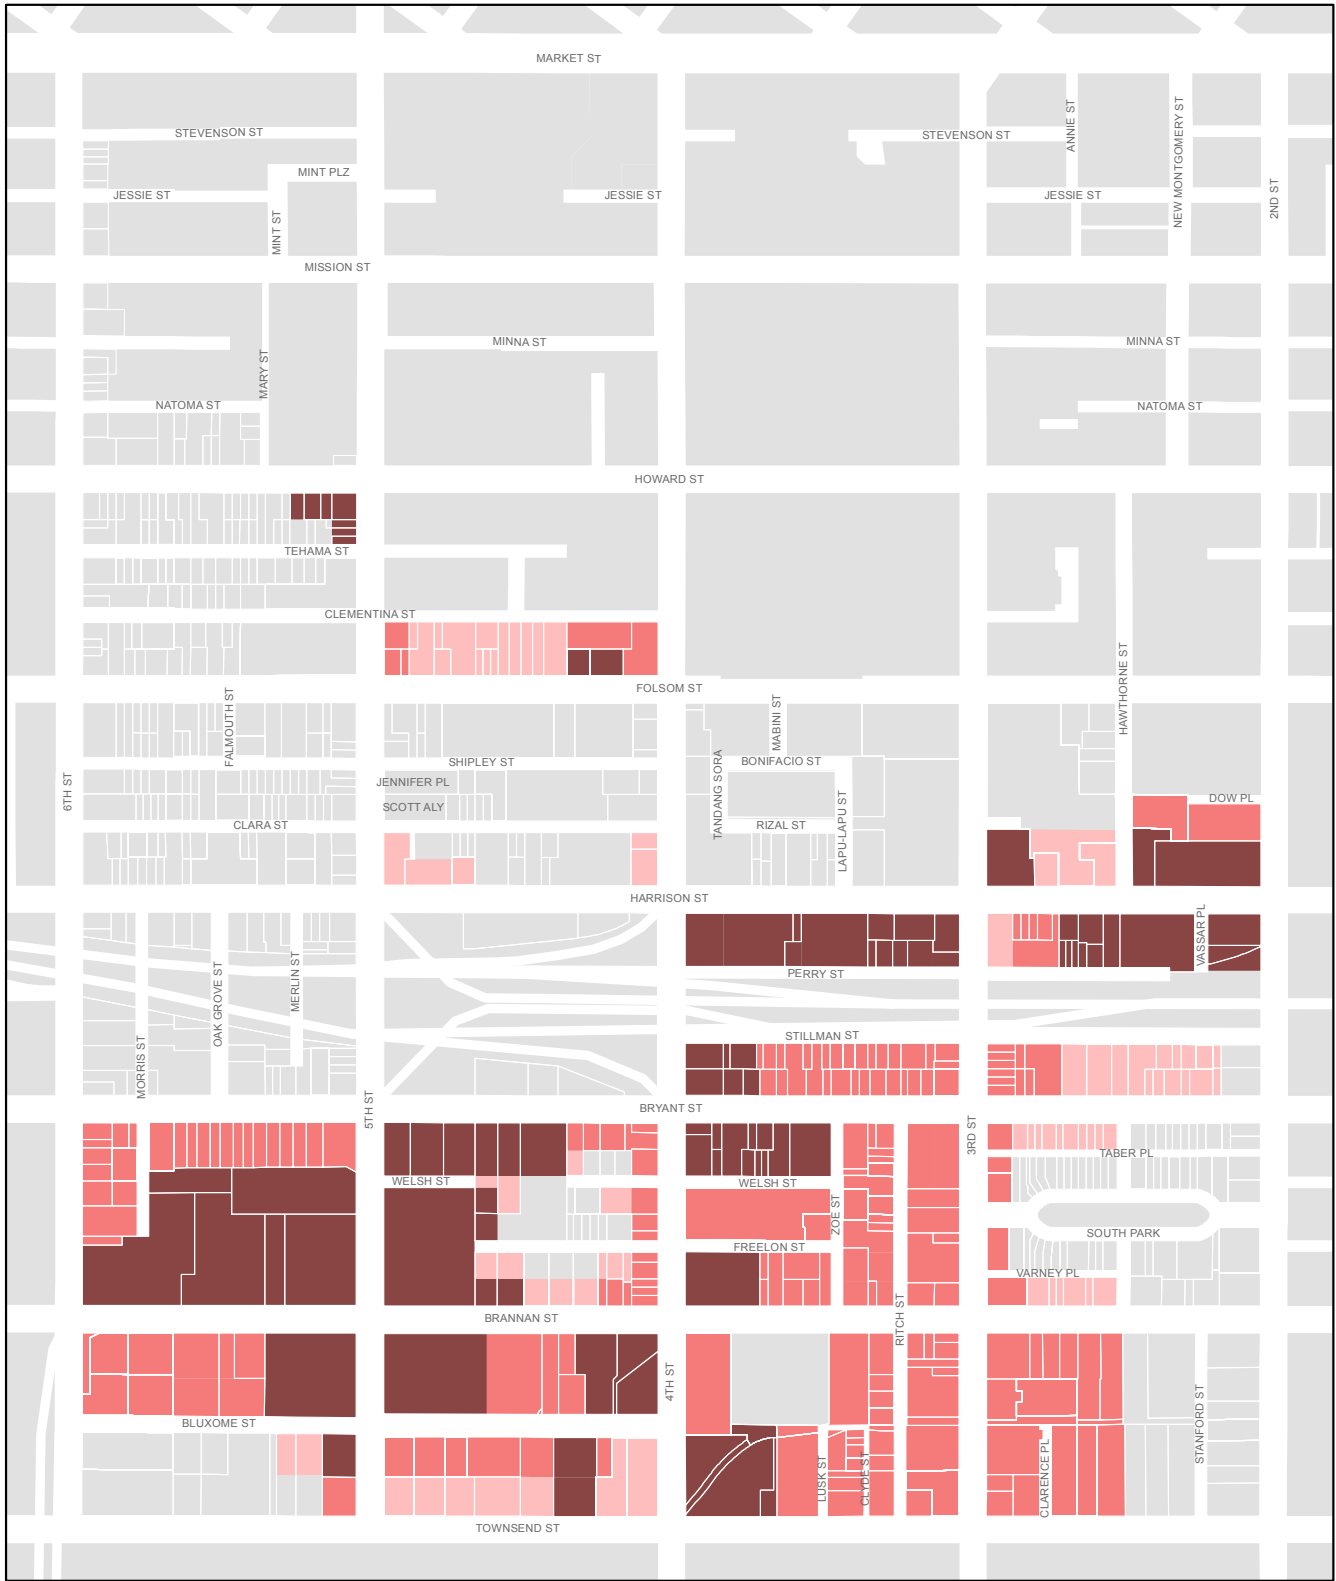 MARKET ST
STEVENSON ST
STEVENSON ST
ANNIE ST
NEW MONTGOMERY ST
MINT PLZ
JESSIE ST
JESSIE ST
JESSIE ST
2ND ST
MINT ST
MISSION ST
MINNA ST
MINNA ST
MARY ST
NATOMA ST
NATOMA ST
HOWARD ST
TEHAMA ST
CLEMENTINA ST
HAWTHORNE ST
FOLSOM ST
FALMOUTH ST
MABINI ST
SHIPLEY ST
BONIFACIO ST
6TH ST
JENNIFER PL
TANDANG SORA
DOW PL
SCOTT ALY
LAPU-LAPU ST
CLARA ST
RIZAL ST
HARRISON ST
VASSAR PL
PERRY ST
MERLIN ST
OAK GROVE ST
STILLMAN ST
MORRIS ST
BRYANT ST
5TH ST
3RD ST
TABER PL
WELSH ST
WELSH ST
ZOE ST
SOUTH PARK
FREELON ST
VARNEY PL
RITCH ST
BRANNAN ST
4TH ST
BLUXOME ST
STANFORD ST
LUSK ST
CLYDE ST
CLARENCE PL
TOWNSEND ST